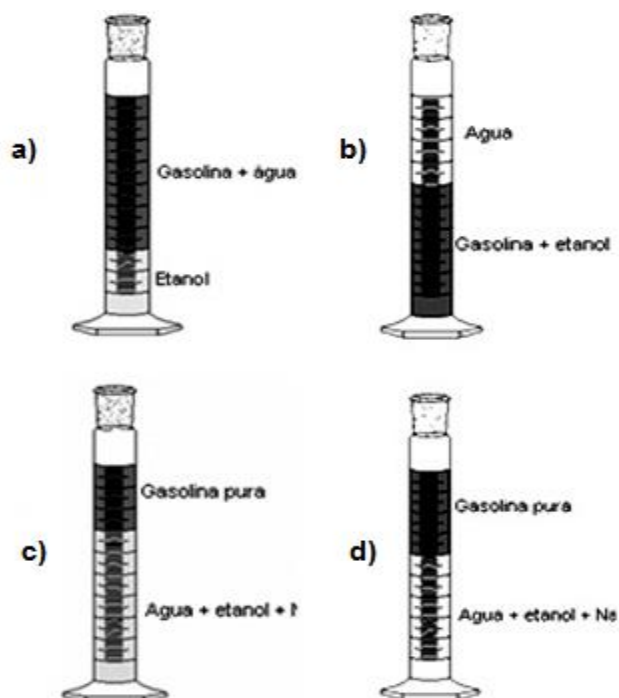 a)
Gasolina + água
Etanol
b)
Agua
Gasolina + etanol
c)
Gasolina pura
Agua + etanol +
d)
Gasolina pura
Agua + etanol + Na